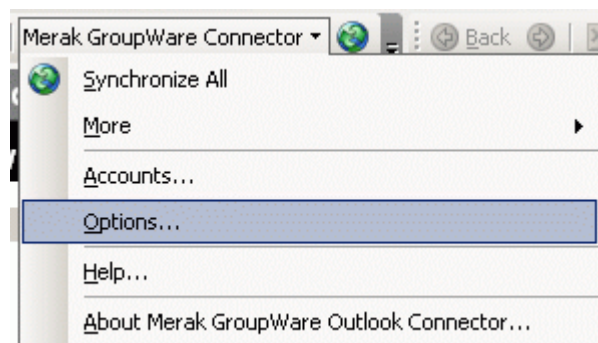 Merak GroupWare Connector
Back
Synchronize All
More
Accounts...
Options...
Help...
About Merak GroupWare Outlook Connector...